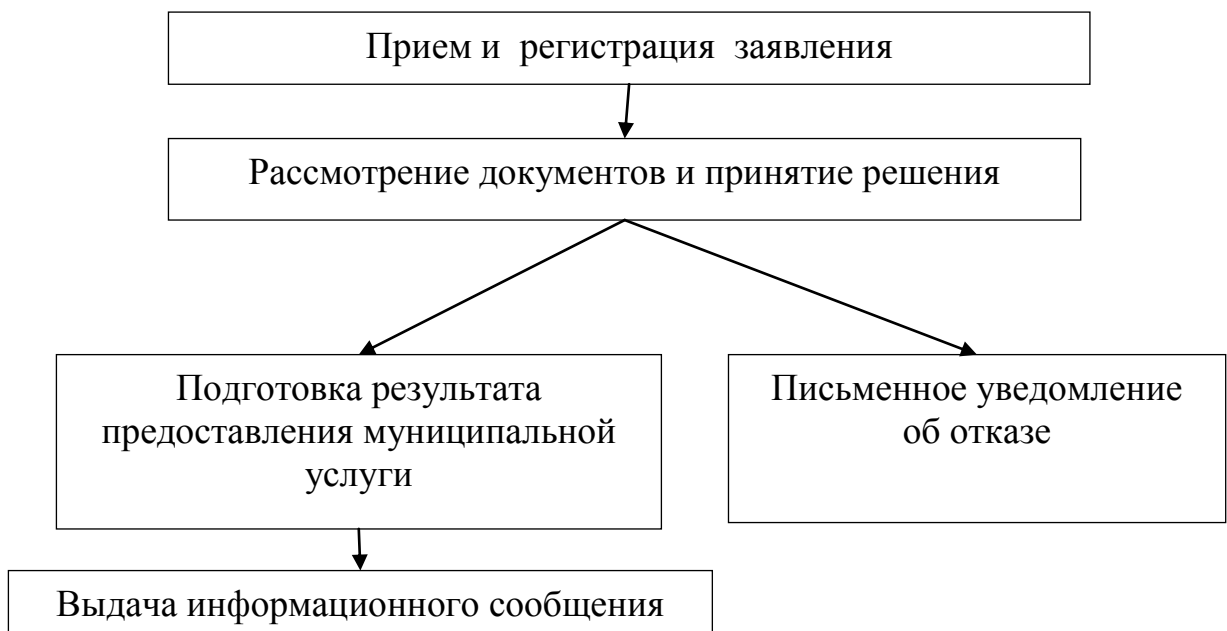 Прием и регистрация заявления
Рассмотрение документов и принятие решения
Подготовка результата
предоставления муниципальной
услуги
Письменное уведомление
об отказе
Выдача информационного сообщения